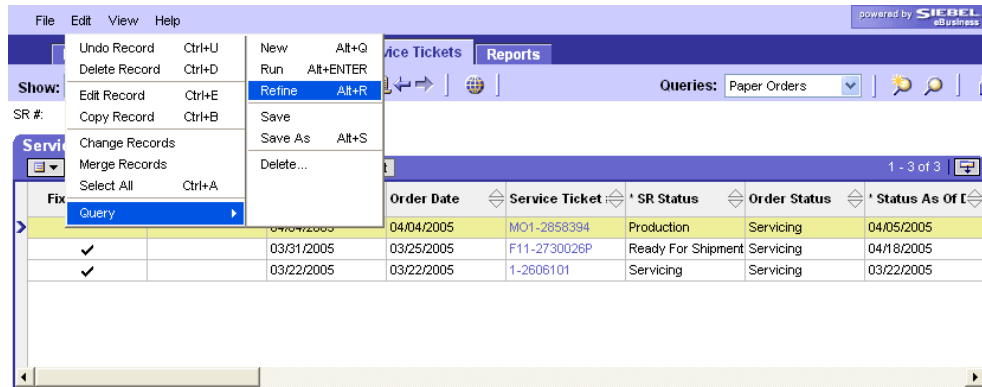 File Edit View Help
powered by SIEBEL
eBusiness
Undo Record Ctrl+U
Delete Record Ctrl+D
Edit Record Ctrl+E
Copy Record Ctrl+B
Change Records
Merge Records
Select All Ctrl+A
Query
New Alt+Q
Run Alt+ENTER
Refine Alt+R
Save
Save As Alt+S
Delete...
Tickets Reports
Show: Queries: Paper Orders
SR #:
1 - 3 of 3
Order Date Service Ticket * SR Status Order Status * Status As Of
04/04/2005 04/04/2005 MO1-2858394 Production Servicing 04/05/2005
03/31/2005 03/25/2005 F11-2730026P Ready For Shipment Servicing 04/18/2005
03/22/2005 03/22/2005 1-2606101 Servicing Servicing 03/22/2005